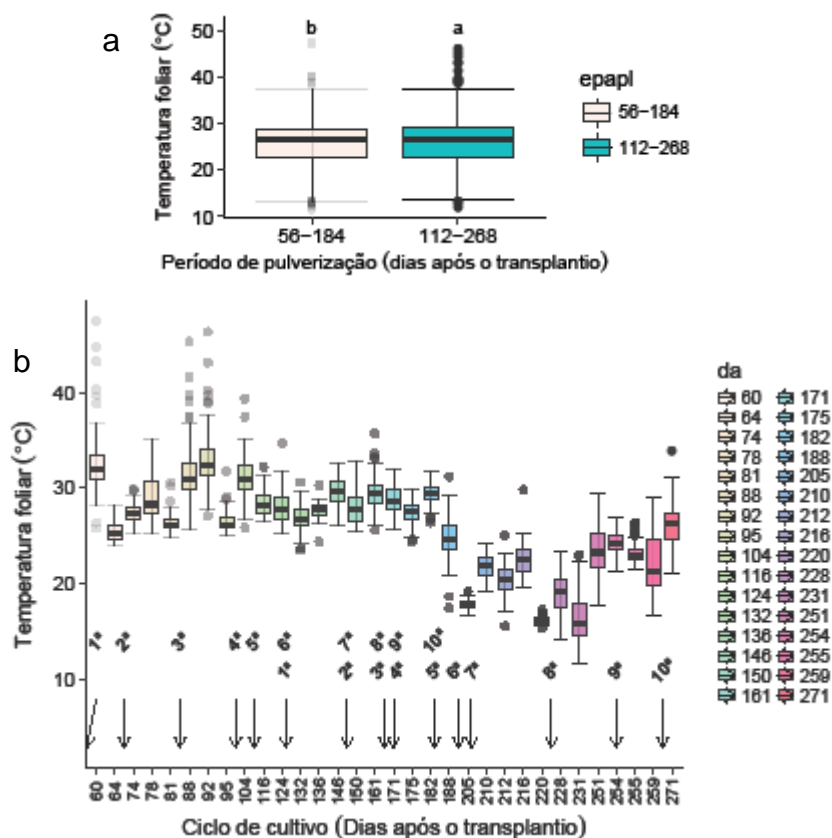 a
Temperatura foliar (°C)
50
40
30
20
10
b a
56-184 112-268
Período de pulverização (dias após o transplantio)
epapl
56-184
112-268
b
Temperatura foliar (°C)
40
30
20
10
1ª 2ª 3ª 4ª 5ª 6ª 7ª 8ª 9ª 10ª
1ª 2ª 3ª 4ª 5ª 6ª 7ª 8ª 9ª 10ª
60 64 74 78 81 88 92 95 104 116 124 132 136 146 150 161 171 175 182 188 205 210 212 216 220 228 231 251 254 255 259 271
Ciclo de cultivo (Dias após o transplantio)
da
60 171
64 175
74 182
78 188
81 205
88 210
92 212
95 216
104 220
116 228
124 231
132 251
136 254
146 255
150 259
161 271